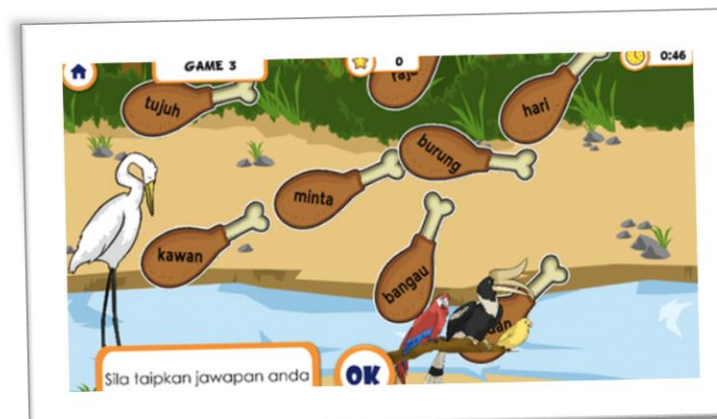 GAME 3
0
0:46
tujuh
hari
burung
minta
kawan
bangau
Sila taipkan jawapan anda
OK